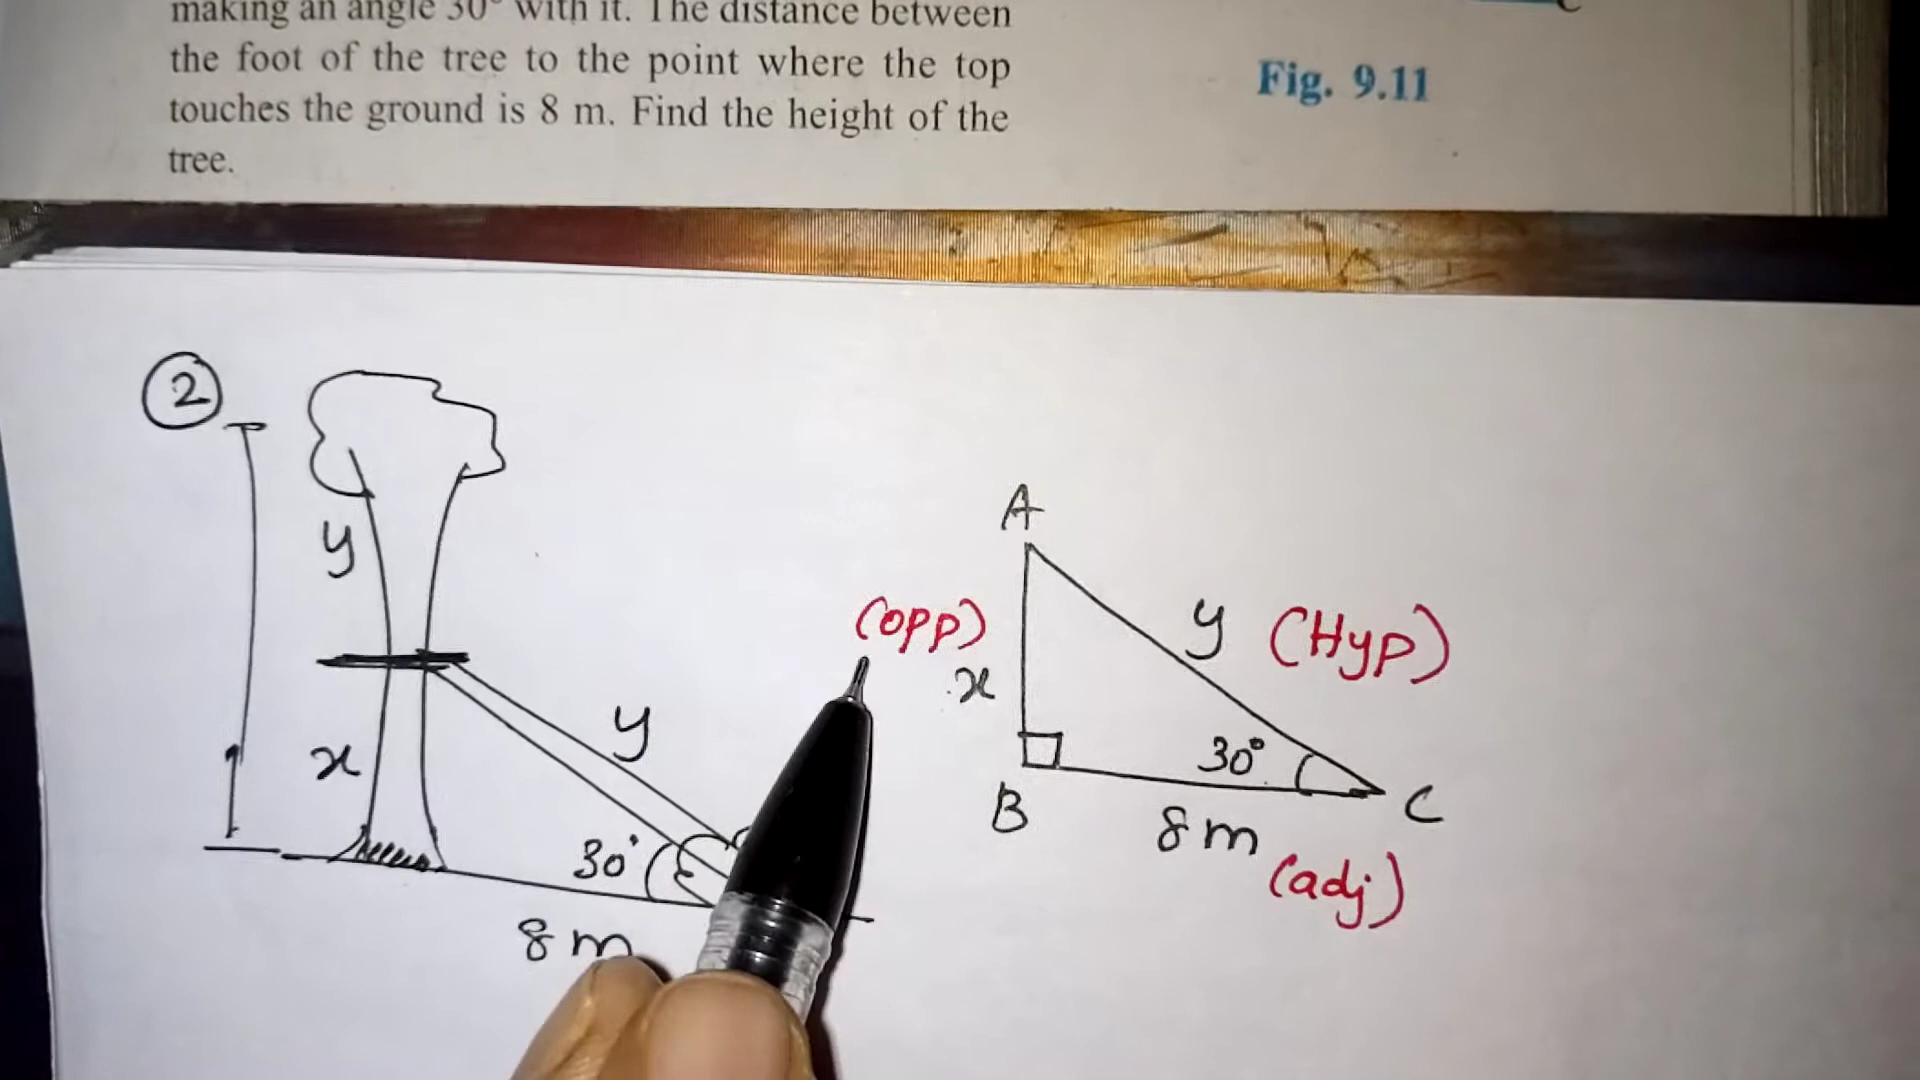 making an angle 30° with it. The distance between
the foot of the tree to the point where the top
touches the ground is 8 m. Find the height of the
tree.
C
Fig. 9.11
2
y
x
y
30°
8 m
A
(opp)
x
y (Hyp)
30°
B
C
8 m
(adj)